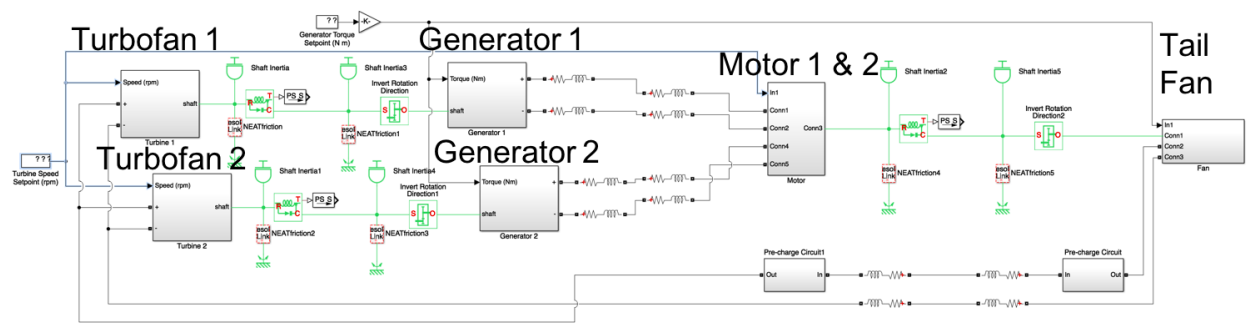 Turbofan 1
Generator Torque
Setpoint (N m)
? ?
-K-
Generator 1
Motor 1 & 2
Tail
Fan
Speed (rpm)
+
-
shaft
Turbine 1
Shaft Inertia
R
T
C
PS S
NEATfriction
Shaft Inertia3
NEATfriction1
Invert Rotation
Direction
S
O
Torque (Nm)
shaft
+
-
Generator 1
In1
Conn1
Conn2
Conn4
Conn5
Conn3
Motor
Shaft Inertia2
R
T
C
PS S
NEATfriction4
Shaft Inertia5
NEATfriction5
Invert Rotation
Direction2
S
O
In1
Conn1
Conn2
Conn3
Fan
? ? ?
Turbine Speed
Setpoint (rpm)
Turbofan 2
Speed (rpm)
+
-
shaft
Turbine 2
Shaft Inertia1
R
T
C
PS S
NEATfriction2
Shaft Inertia4
NEATfriction3
Invert Rotation
Direction1
S
O
Generator 2
Torque (Nm)
shaft
+
-
Generator 2
Pre-charge Circuit1
Out
In
Pre-charge Circuit
In
Out